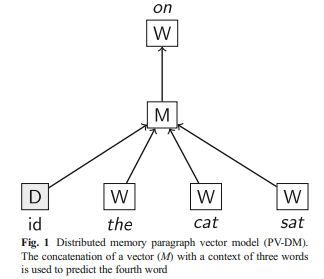 on
W
M
D W W W
id the cat sat
Fig. 1 Distributed memory paragraph vector model (PV-DM).
The concatenation of a vector (M) with a context of three words
is used to predict the fourth word